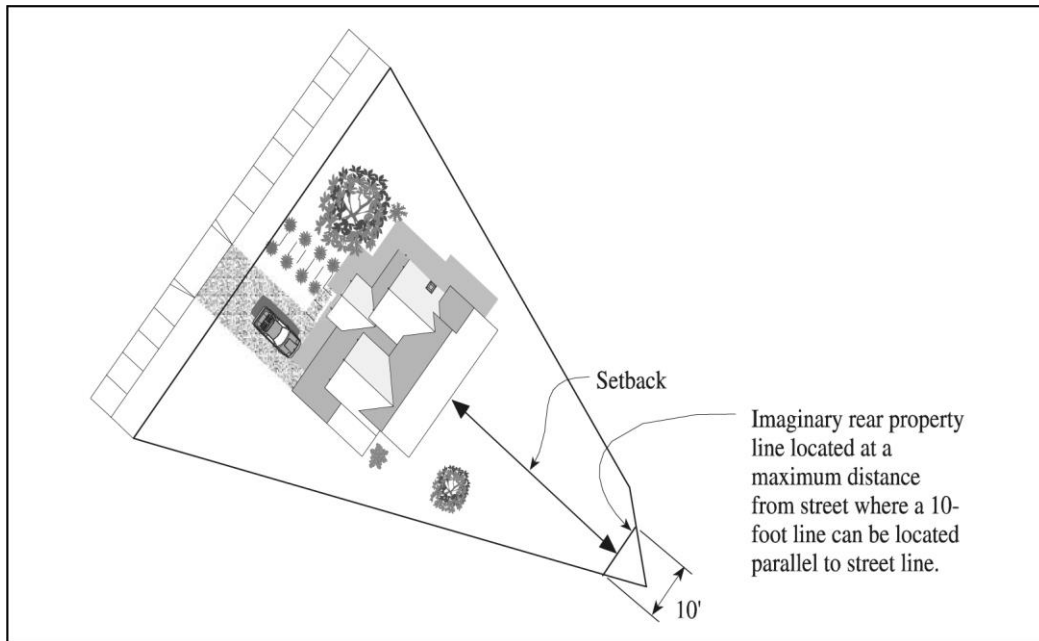 Setback
Imaginary rear property
line located at a
maximum distance
from street where a 10-
foot line can be located
parallel to street line.
10'